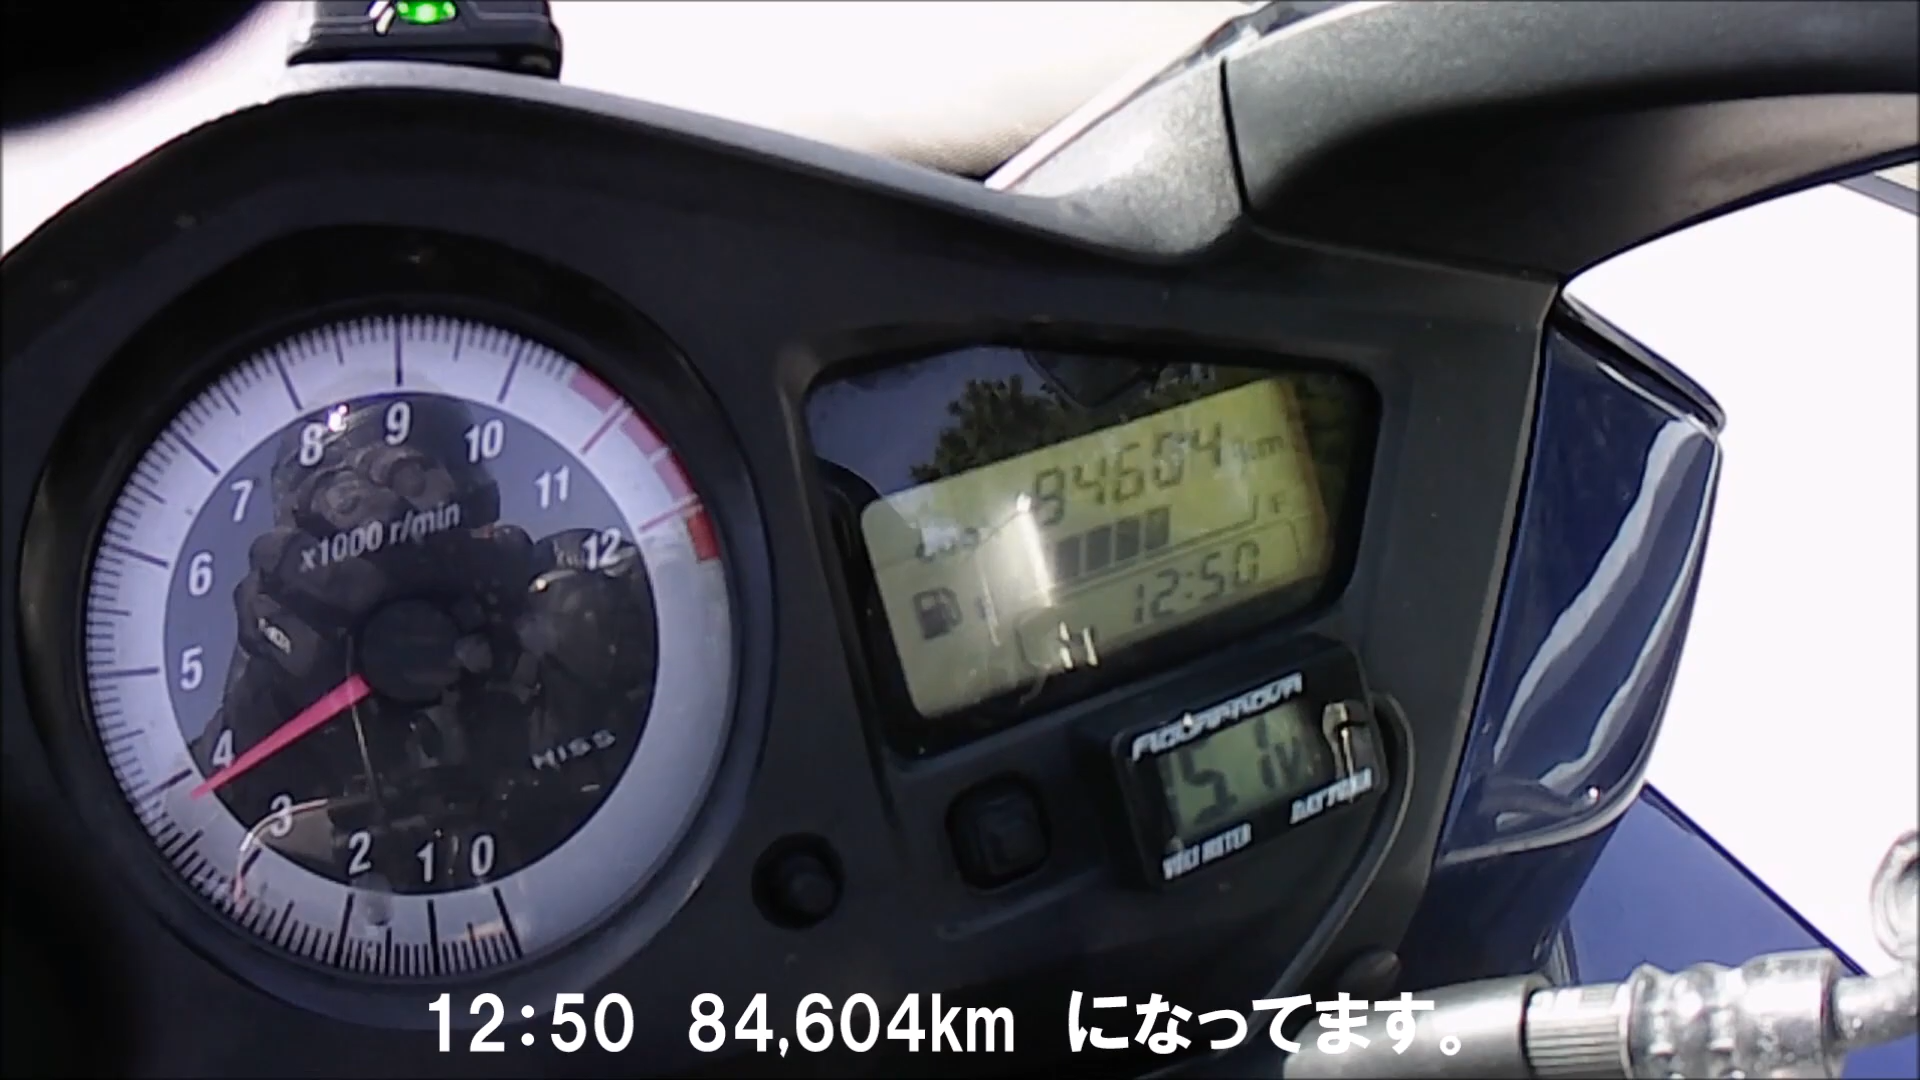 8 9 10
7 11
x1000 r/min
6 12
5
4 HISS
3
2 1 0
84604 km
F
12:50
AQUAPROVA
15.1V
VOLT METER DAYTONA
12:50 84,604km になってます。